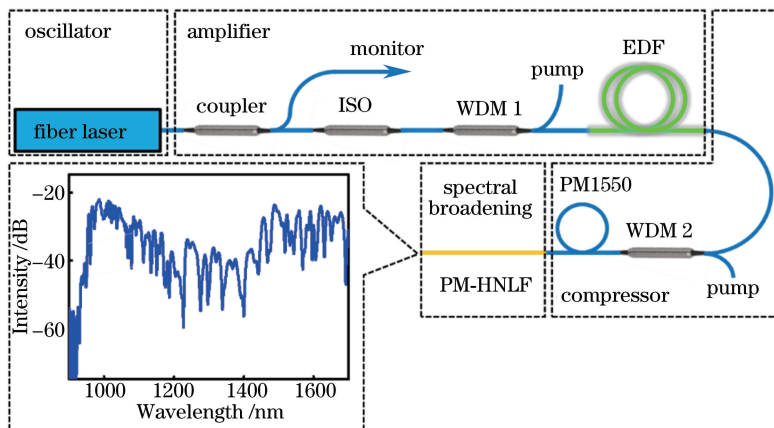 oscillator
amplifier
monitor
EDF
pump
coupler
ISO
WDM 1
fiber laser
spectral
broadening
PM1550
WDM 2
PM-HNLF
pump
compressor
Intensity /dB
−20
−40
−60
1000 1200 1400 1600
Wavelength /nm